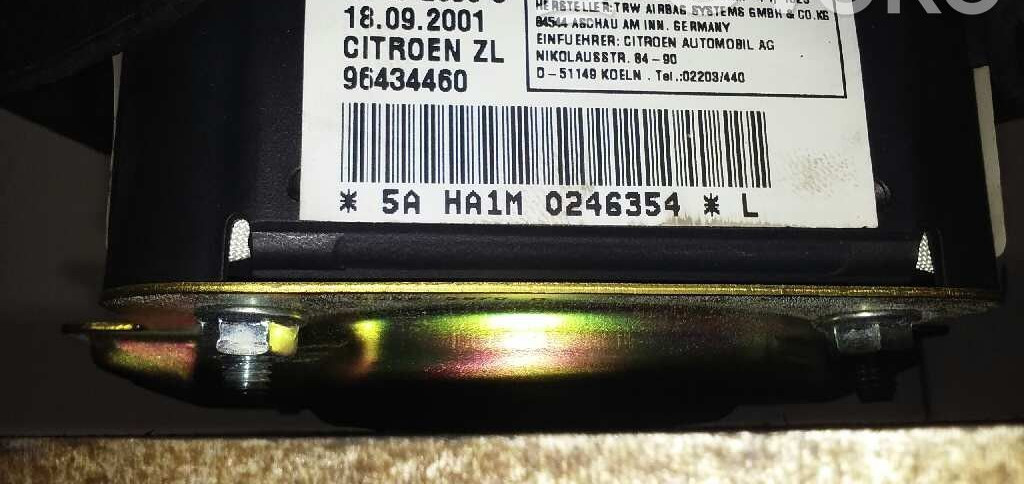 18.09.2001
CITROEN ZL
96434460
HERSTELLER:TRW AIRBAG SYSTEMS GMBH & CO.KG
84544 ASCHAU AM INN. GERMANY
EINFUEHRER: CITROEN AUTOMOBIL AG
NIKOLAUSSTR. 84-90
D-51149 KOELN . Tel.:02203/440
* 5A HA1M 0246354 * L